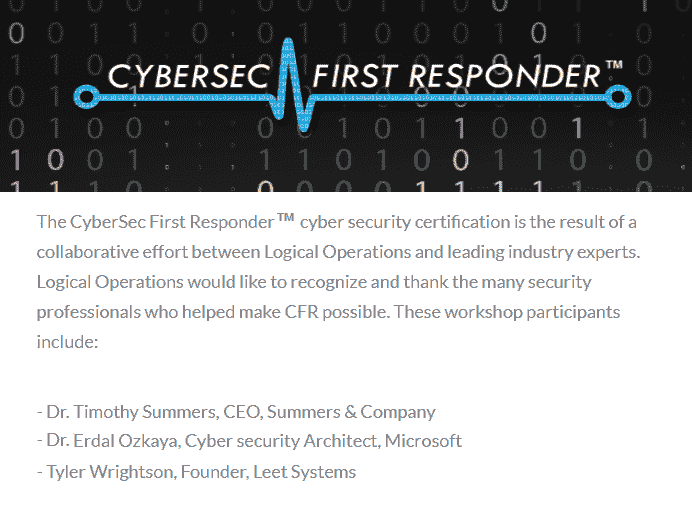 CYBERSEC FIRST RESPONDER™
The CyberSec First Responder™ cyber security certification is the result of a
collaborative effort between Logical Operations and leading industry experts.
Logical Operations would like to recognize and thank the many security
professionals who helped make CFR possible. These workshop participants
include:
- Dr. Timothy Summers, CEO, Summers & Company
- Dr. Erdal Ozkaya, Cyber security Architect, Microsoft
- Tyler Wrightson, Founder, Leet Systems